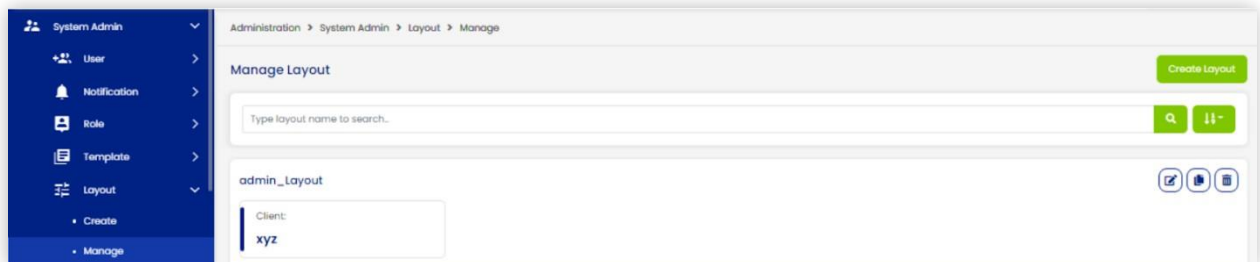 System Admin
User
Notification
Role
Template
Layout
Create
Manage
Administration > System Admin > Layout > Manage
Manage Layout
Create Layout
Type layout name to search..
admin_Layout
Client:
xyz